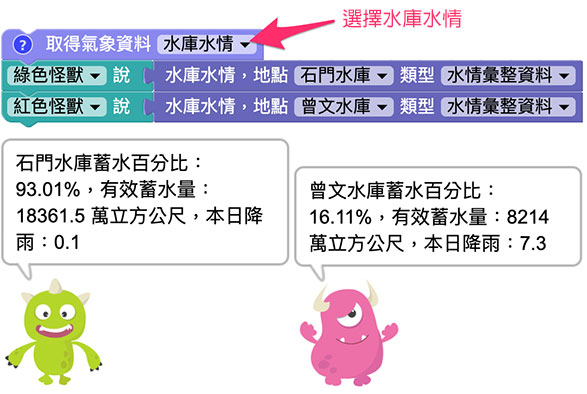 選擇水庫水情
? 取得氣象資料 水庫水情
綠色怪獸 說 水庫水情，地點 石門水庫 類型 水情彙整資料
紅色怪獸 說 水庫水情，地點 曾文水庫 類型 水情彙整資料
石門水庫蓄水百分比：
93.01%，有效蓄水量：
18361.5 萬立方公尺，本日降
雨：0.1
曾文水庫蓄水百分比：
16.11%，有效蓄水量：8214
萬立方公尺，本日降雨：7.3